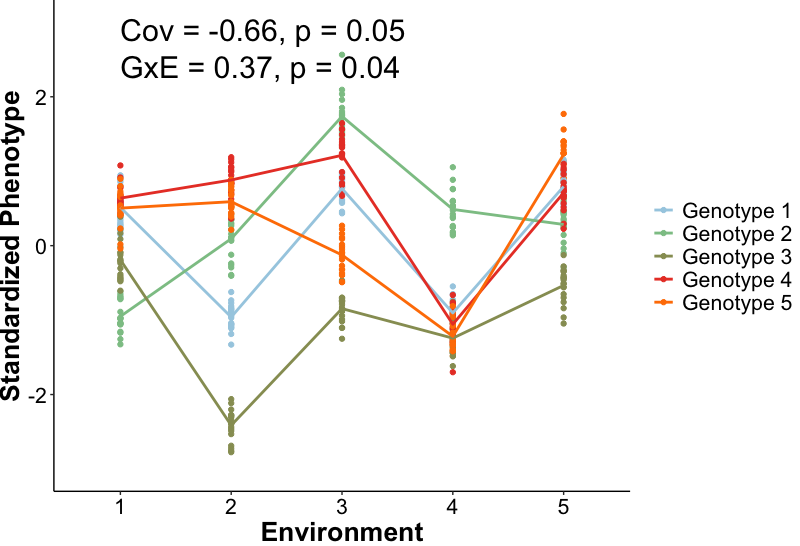 Cov = -0.66, p = 0.05
GxE = 0.37, p = 0.04
Standardized Phenotype
2
0
-2
1 2 3 4 5
Environment
Genotype 1
Genotype 2
Genotype 3
Genotype 4
Genotype 5